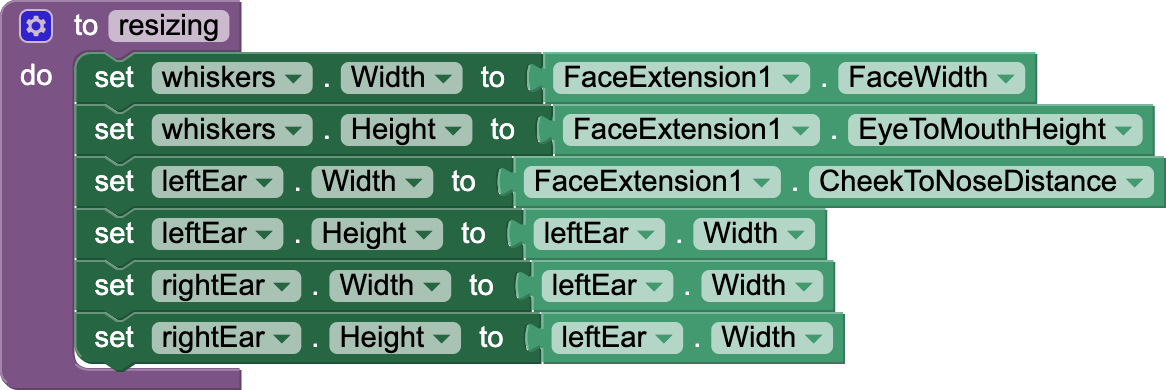 to resizing
do set whiskers . Width to FaceExtension1 . FaceWidth
set whiskers . Height to FaceExtension1 . EyeToMouthHeight
set leftEar . Width to FaceExtension1 . CheekToNoseDistance
set leftEar . Height to leftEar . Width
set rightEar . Width to leftEar . Width
set rightEar . Height to leftEar . Width